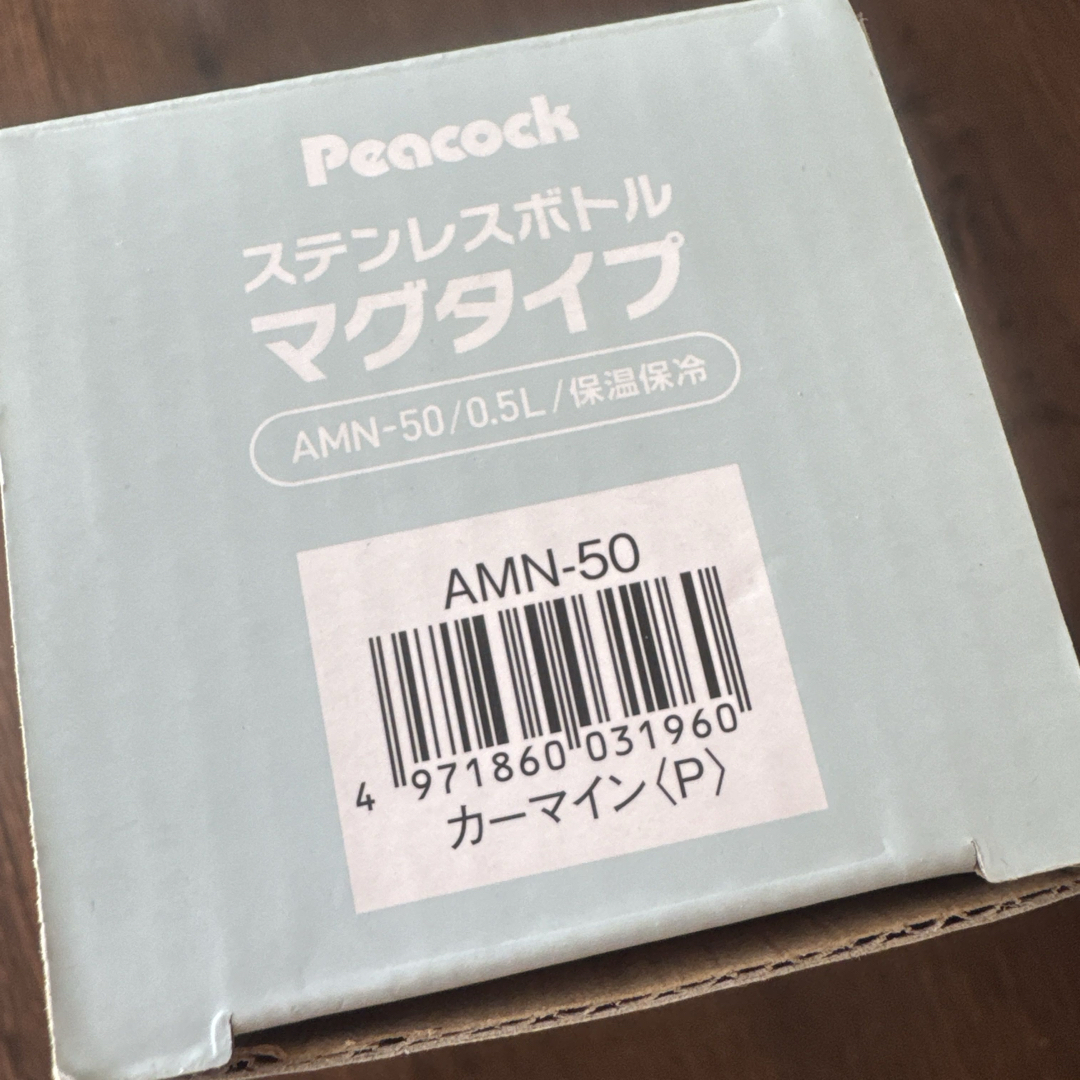 Peacock
ステンレスボトル
マグタイプ
AMN-50/0.5L/保温保冷
AMN-50
4 971860 031960
カーマイン〈P〉